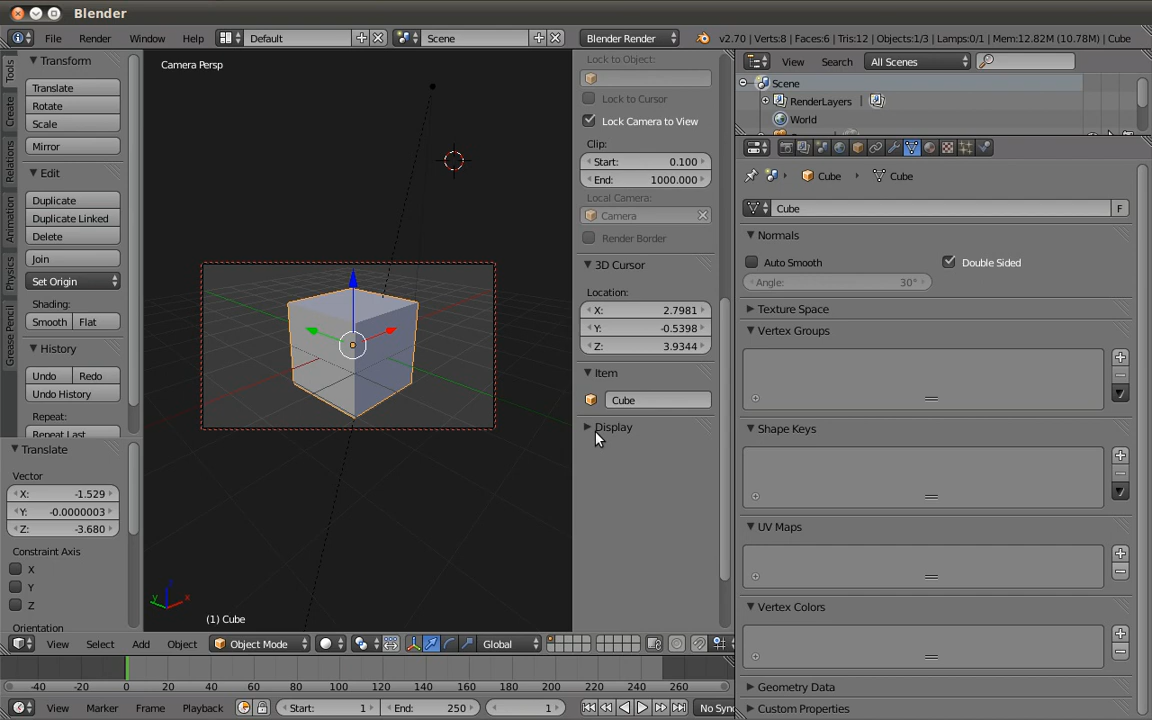 Blender
File Render Window Help Default Scene Blender Render v2.70 | Verts:8 | Faces:6 | Tris:12 | Objects:1/3 | Lamps:0/1 | Mem:12.82M (10.78M) | Cube
Tools
Create
Relations
Animation
Physics
Grease Pencil
Transform
Translate
Rotate
Scale
Mirror
Edit
Duplicate
Duplicate Linked
Delete
Join
Set Origin
Shading:
Smooth Flat
History
Undo Redo
Undo History
Repeat:
Repeat Last
Translate
Vector
X: -1.529
Y: -0.0000003
Z: -3.680
Constraint Axis
X
Y
Z
Orientation
Camera Persp
y x
(1) Cube
Lock to Object:
Lock to Cursor
Lock Camera to View
Clip:
Start: 0.100
End: 1000.000
Local Camera:
Camera
Render Border
3D Cursor
Location:
X: 2.7981
Y: -0.5398
Z: 3.9344
Item
Cube
Display
View Search All Scenes
Scene
RenderLayers |
World
Cube Cube
Cube F
Normals
Auto Smooth Double Sided
Angle: 30°
Texture Space
Vertex Groups
Shape Keys
UV Maps
Vertex Colors
Geometry Data
Custom Properties
View Select Add Object Object Mode Global
-40 -20 0 20 40 60 80 100 120 140 160 180 200 220 240 260
View Marker Frame Playback Start: 1 End: 250 1 No Sync